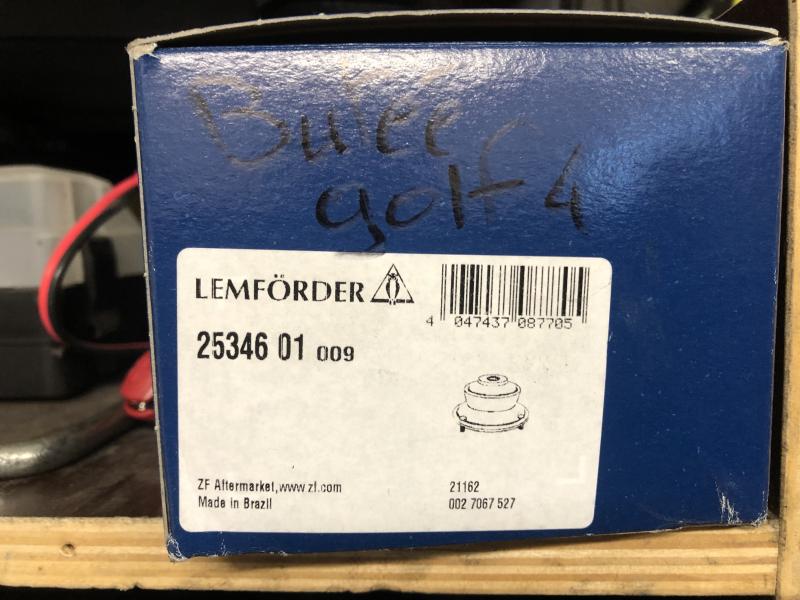 Butée
golf 4
LEMFÖRDER
4 047437 087705
25346 01 009
ZF Aftermarket,www.zf.com
Made in Brazil
21162
002 7067 527